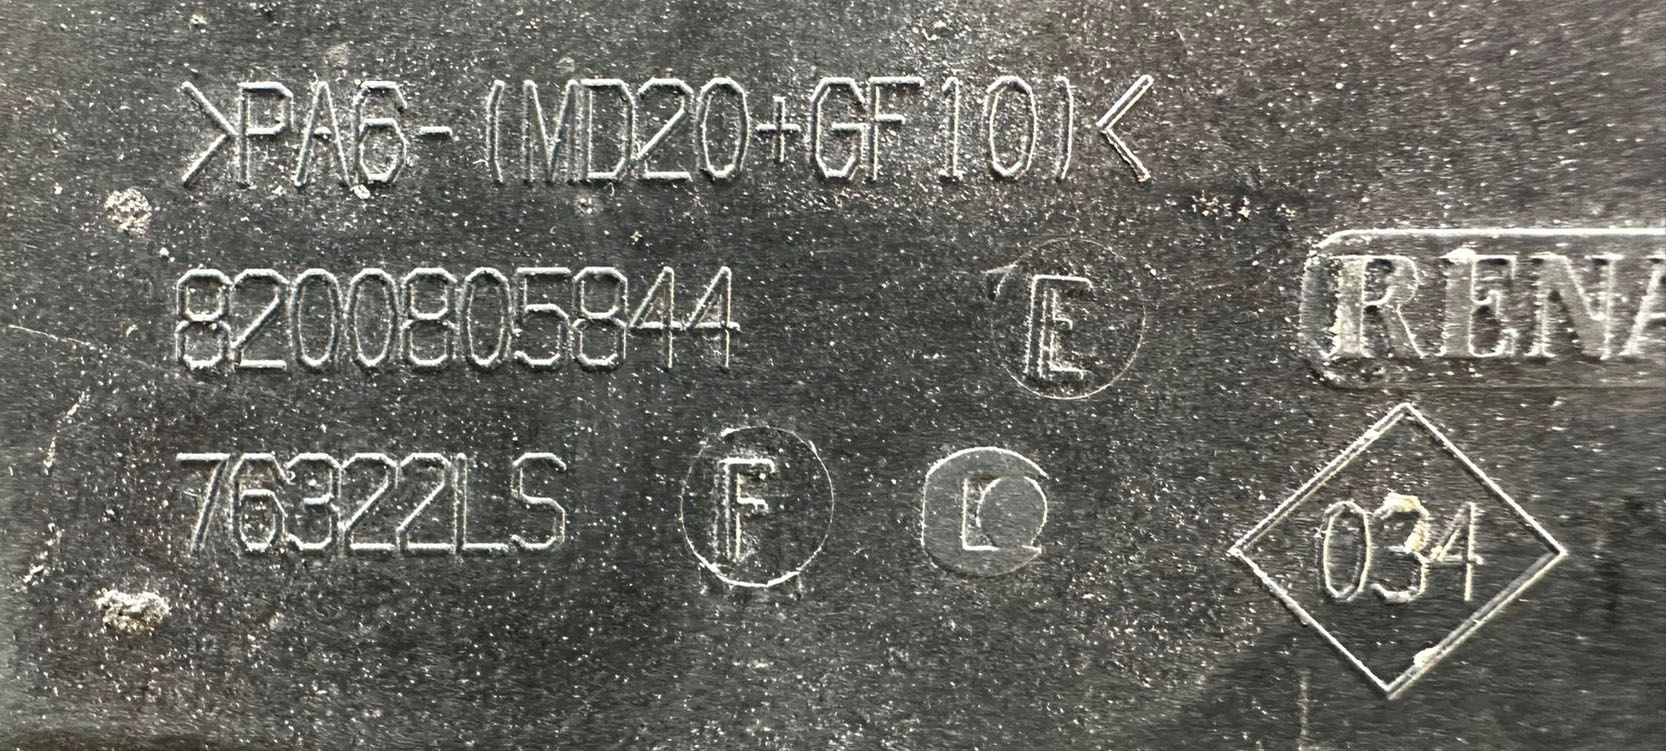 >PA6-(MD20+GF10)<
8200805844 E
RENA
76322LS F
034